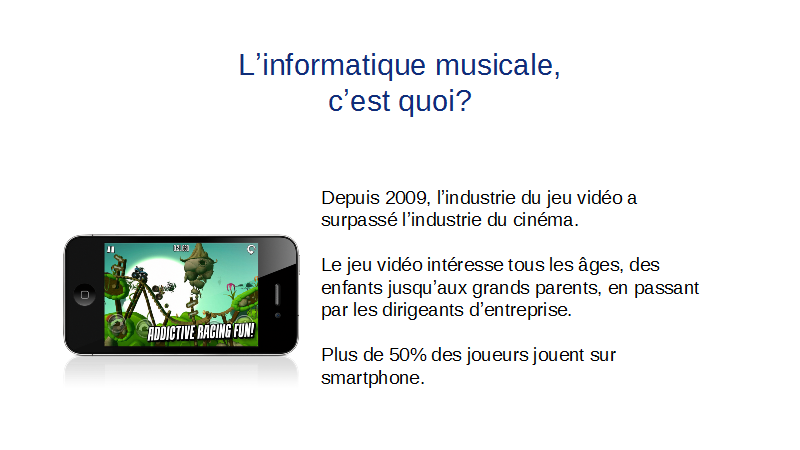 L’informatique musicale,
c’est quoi?
Depuis 2009, l’industrie du jeu vidéo a
surpassé l’industrie du cinéma.
Le jeu vidéo intéresse tous les âges, des
enfants jusqu’aux grands parents, en passant
par les dirigeants d’entreprise.
Plus de 50% des joueurs jouent sur
smartphone.
ADDICTIVE RACING FUN!